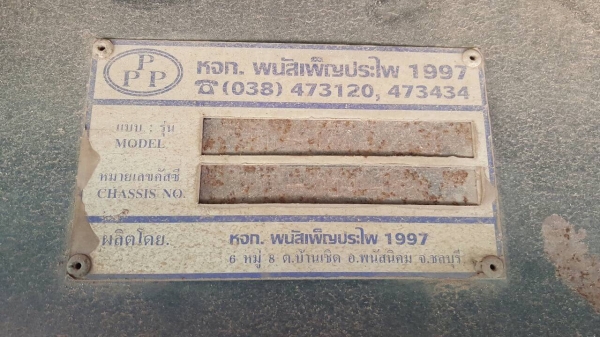 P
P P
หจก. พนัสเพ็ญประไพ 1997
☎(038) 473120, 473434
แบบ : รุ่น
MODEL
หมายเลขคัสซี
CHASSIS NO.
ผลิตโดย. หจก. พนัสเพ็ญประไพ 1997
6 หมู่ 8 ต.บ้านเซิด อ.พนัสนิคม จ.ชลบุรี